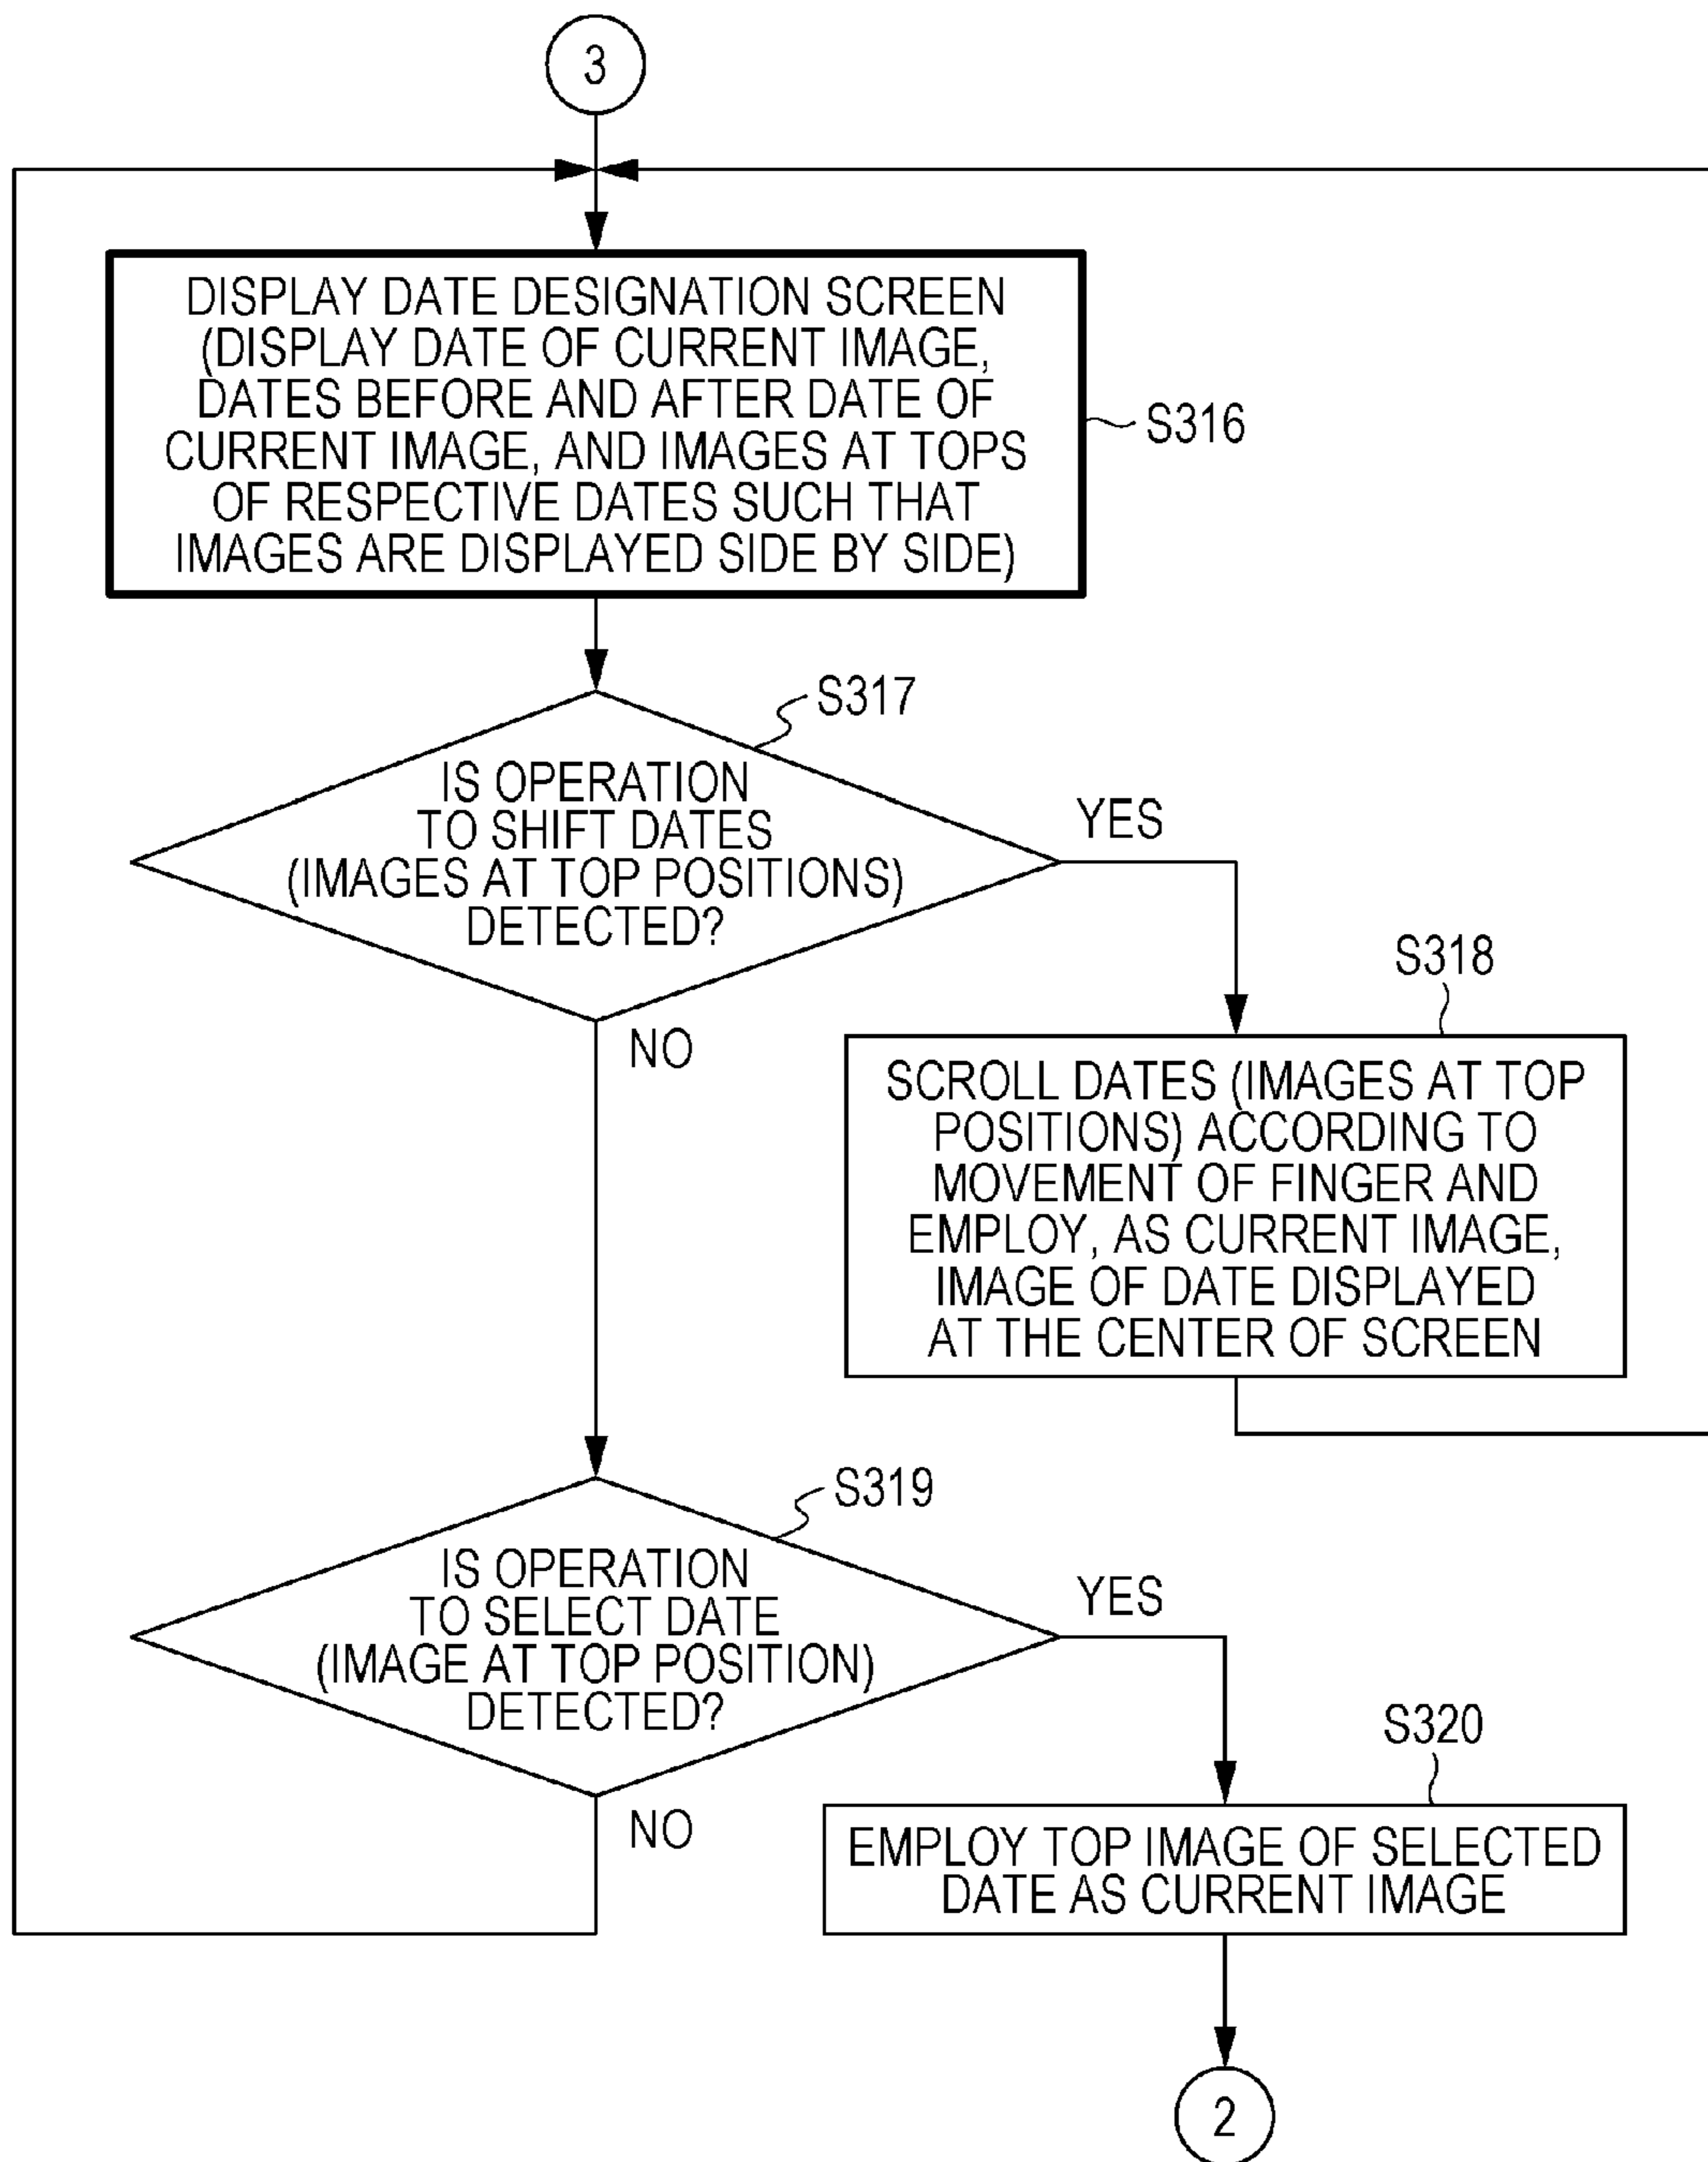 3
DISPLAY DATE DESIGNATION SCREEN
(DISPLAY DATE OF CURRENT IMAGE,
DATES BEFORE AND AFTER DATE OF
CURRENT IMAGE, AND IMAGES AT TOPS
OF RESPECTIVE DATES SUCH THAT
IMAGES ARE DISPLAYED SIDE BY SIDE)
S316
S317
IS OPERATION
TO SHIFT DATES
(IMAGES AT TOP POSITIONS)
DETECTED?
YES
NO
S318
SCROLL DATES (IMAGES AT TOP
POSITIONS) ACCORDING TO
MOVEMENT OF FINGER AND
EMPLOY, AS CURRENT IMAGE,
IMAGE OF DATE DISPLAYED
AT THE CENTER OF SCREEN
S319
IS OPERATION
TO SELECT DATE
(IMAGE AT TOP POSITION)
DETECTED?
YES
NO
S320
EMPLOY TOP IMAGE OF SELECTED
DATE AS CURRENT IMAGE
2